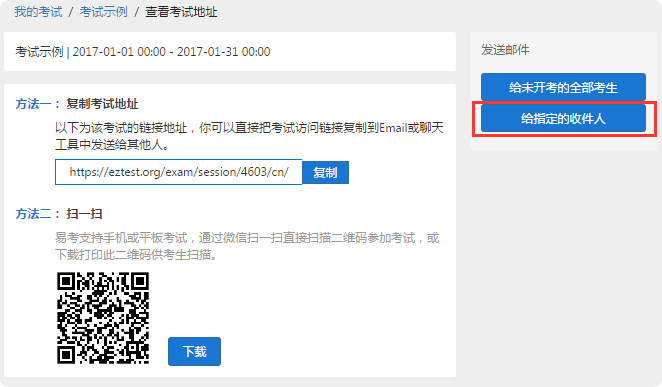 我的考试 / 考试示例 / 查看考试地址
考试示例 | 2017-01-01 00:00 - 2017-01-31 00:00
方法一： 复制考试地址
以下为该考试的链接地址，你可以直接把考试访问链接复制到Email或聊天
工具中发送给其他人。
https://eztest.org/exam/session/4603/cn/
复制
方法二： 扫一扫
易考支持手机或平板考试，通过微信扫一扫直接扫描二维码参加考试，或
下载打印此二维码供考生扫描。
下载
发送邮件
给未开考的全部考生
给指定的收件人